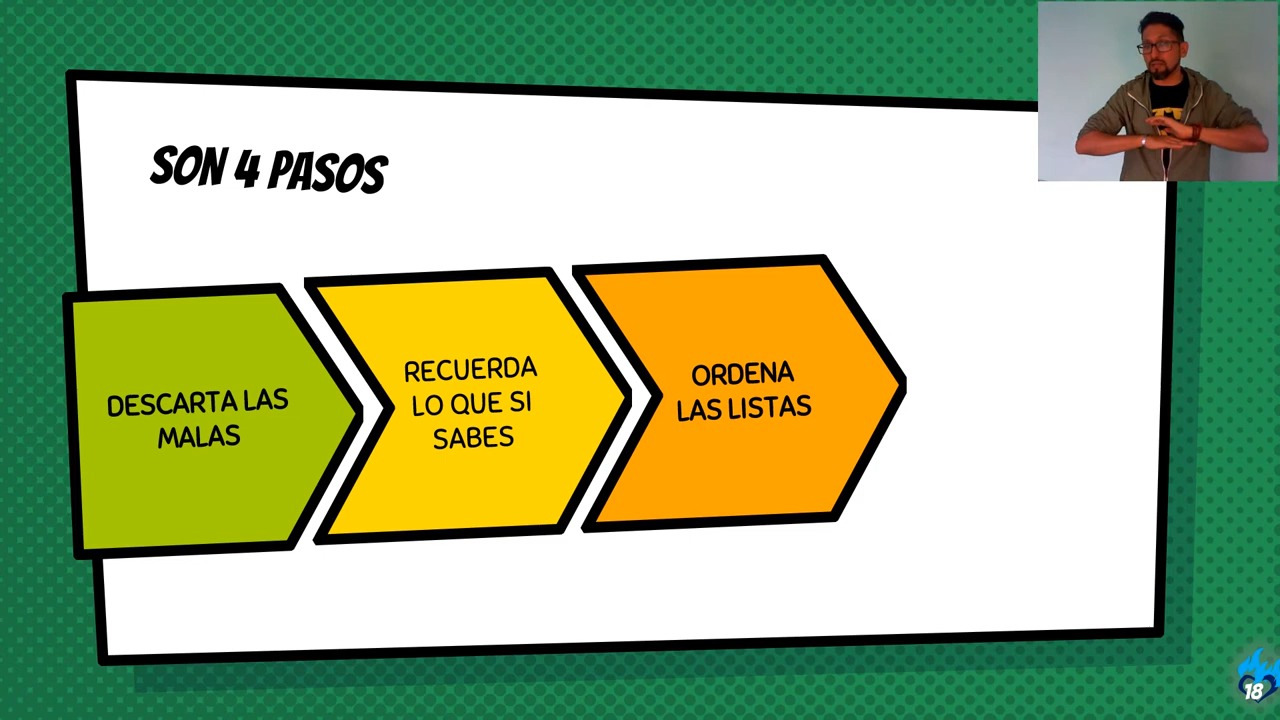 SON 4 PASOS
DESCARTA LAS
MALAS
RECUERDA
LO QUE SI
SABES
ORDENA
LAS LISTAS
18